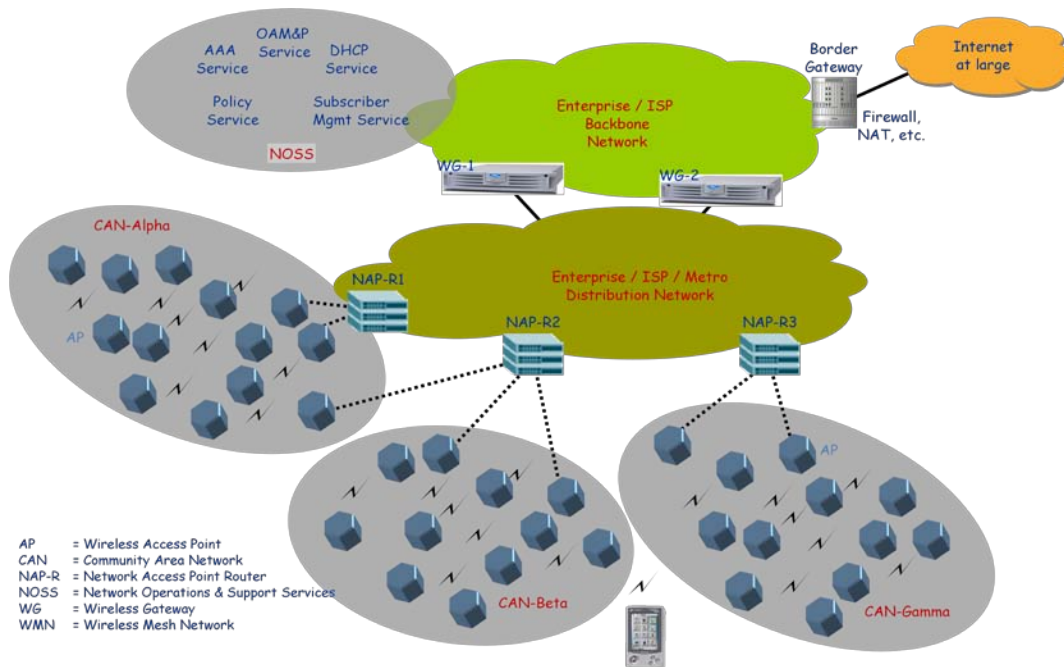 OAM&P
Service
AAA
Service
DHCP
Service
Policy
Service
Subscriber
Mgmt Service
NOSS
Enterprise / ISP
Backbone
Network
Border
Gateway
Internet
at large
Firewall,
NAT, etc.
WG-1
WG-2
CAN-Alpha
NAP-R1
Enterprise / ISP / Metro
Distribution Network
NAP-R2
NAP-R3
AP
AP
CAN-Beta
CAN-Gamma
AP = Wireless Access Point
CAN = Community Area Network
NAP-R = Network Access Point Router
NOSS = Network Operations & Support Services
WG = Wireless Gateway
WMN = Wireless Mesh Network